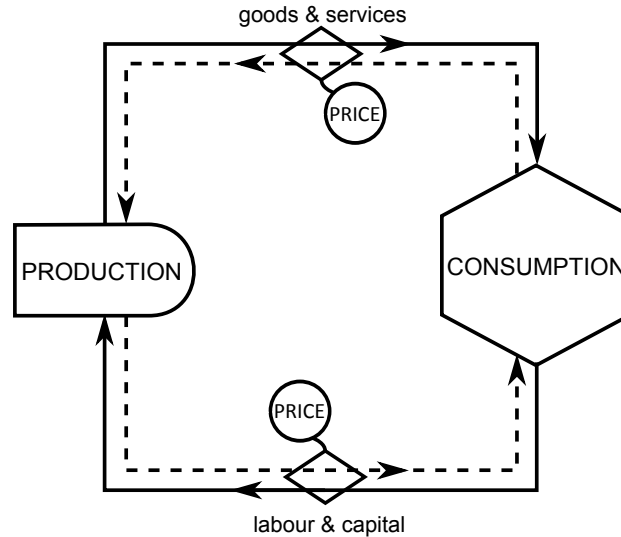 goods & services
PRICE
PRODUCTION
CONSUMPTION
PRICE
labour & capital